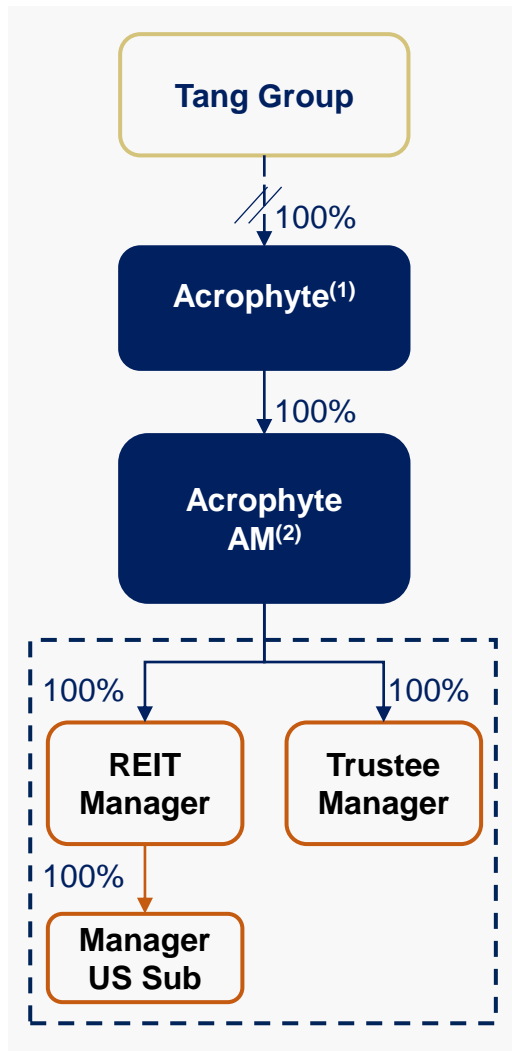 Tang Group
100%
Acrophyte(1)
100%
Acrophyte
AM(2)
100%
100%
REIT
Manager
Trustee
Manager
100%
Manager
US Sub